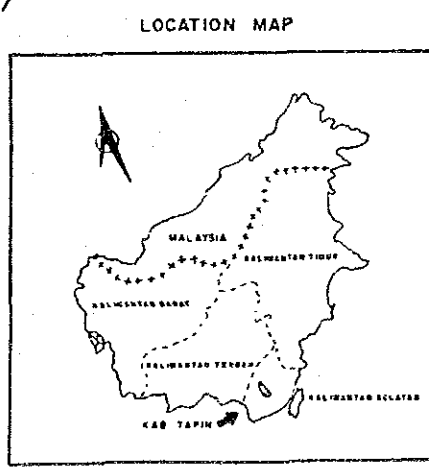 LOCATION MAP
MALAYSIA
KALIMANTAN TIMUR
KALIMANTAN BARAT
KALIMANTAN TENGAH
KALIMANTAN SELATAN
KAB TAPIN